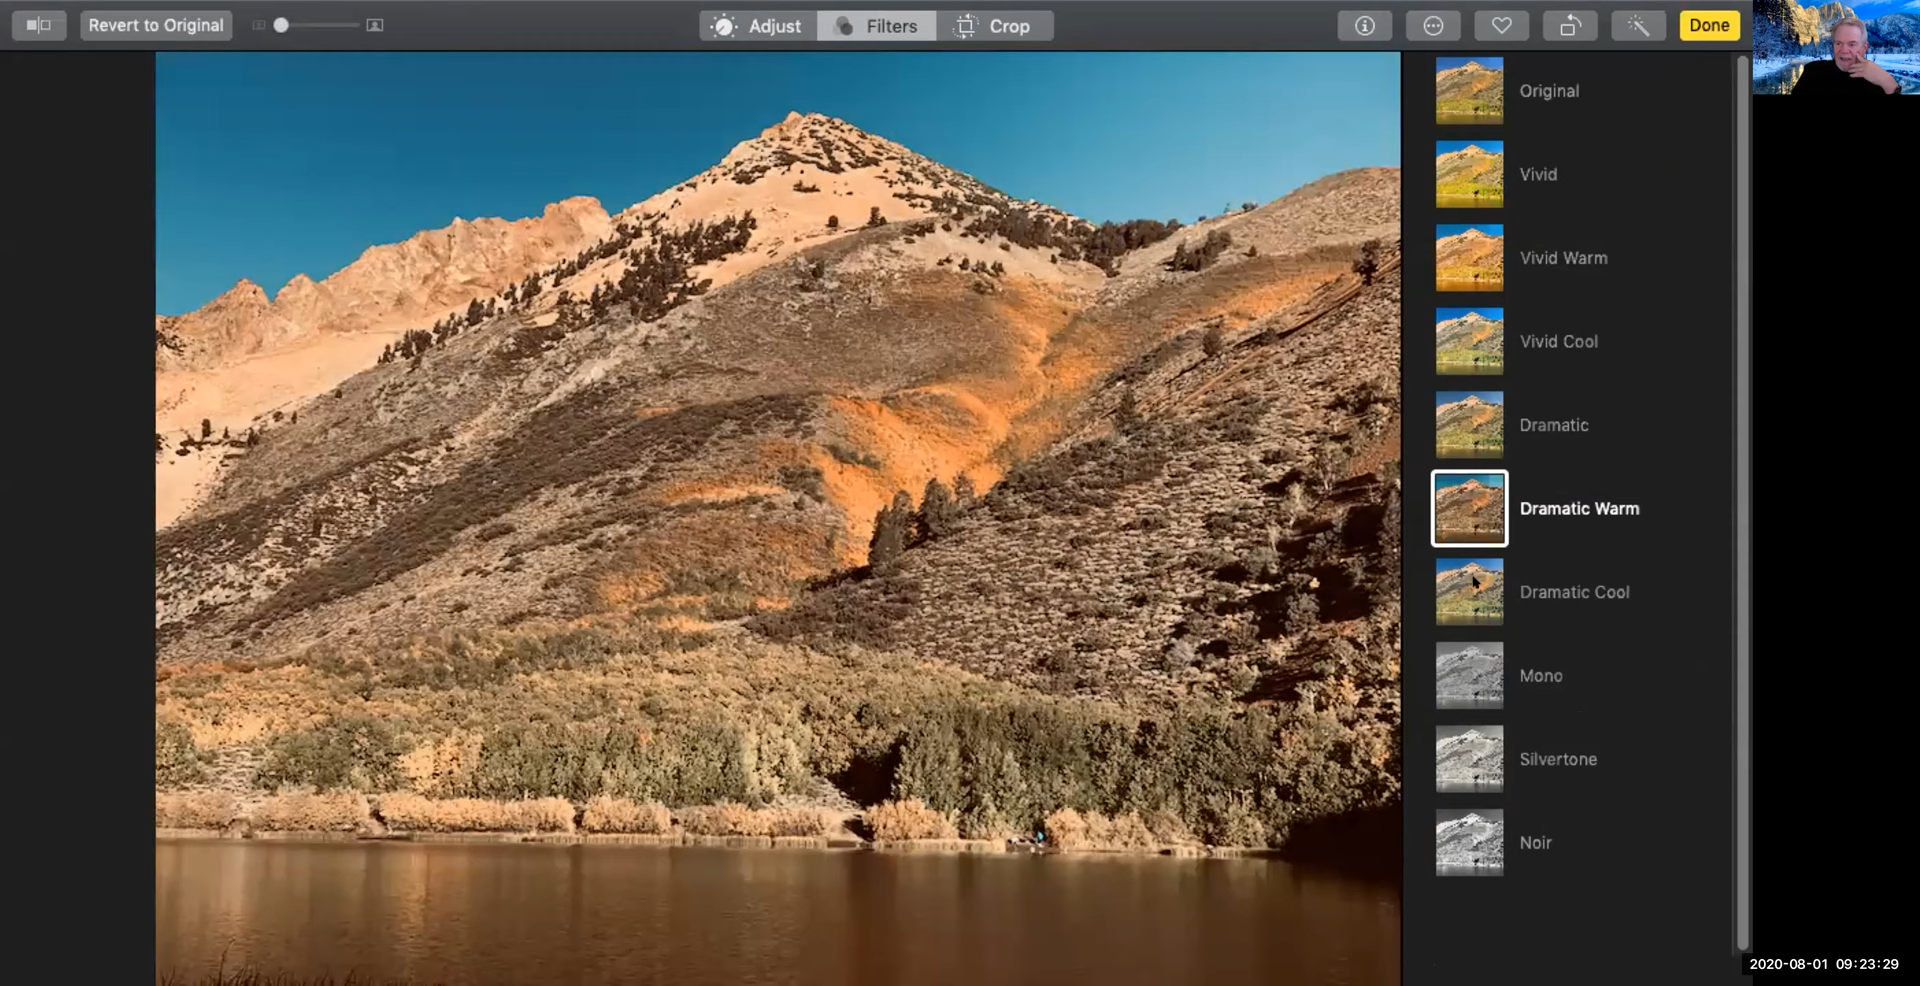 Revert to Original
Adjust
Filters
Crop
Done
Original
Vivid
Vivid Warm
Vivid Cool
Dramatic
Dramatic Warm
Dramatic Cool
Mono
Silvertone
Noir
2020-08-01 09:23:29